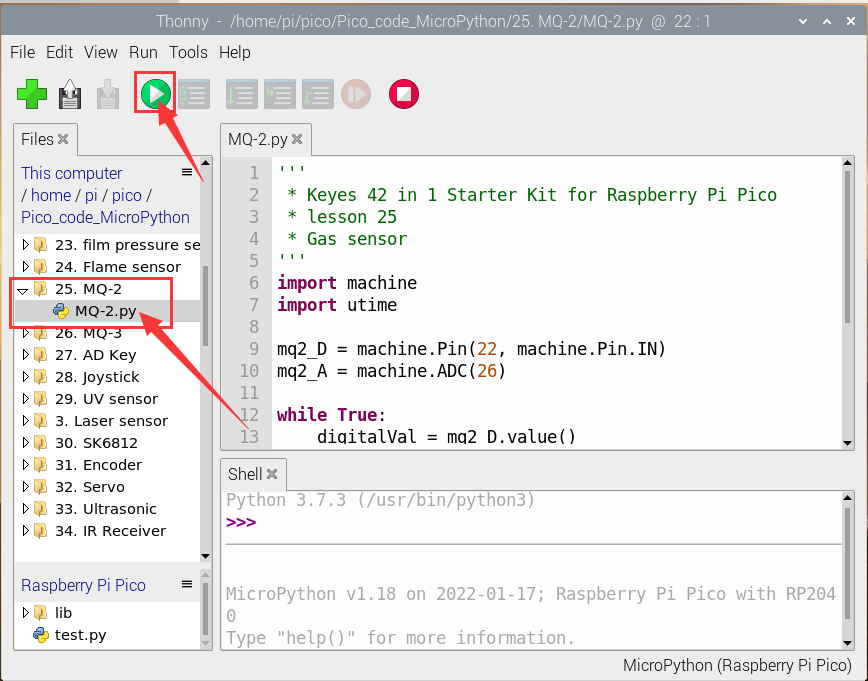 Thonny - /home/pi/pico/Pico_code_MicroPython/25. MQ-2/MQ-2.py @ 22 : 1
File Edit View Run Tools Help
Files
This computer
/ home / pi / pico /
Pico_code_MicroPython
23. film pressure se
24. Flame sensor
25. MQ-2
MQ-2.py
26. MQ-3
27. AD Key
28. Joystick
29. UV sensor
3. Laser sensor
30. SK6812
31. Encoder
32. Servo
33. Ultrasonic
34. IR Receiver
Raspberry Pi Pico
lib
test.py
MQ-2.py
1 '''
2 * Keyes 42 in 1 Starter Kit for Raspberry Pi Pico
3 * lesson 25
4 * Gas sensor
5 '''
6 import machine
7 import utime
8
9 mq2_D = machine.Pin(22, machine.Pin.IN)
10 mq2_A = machine.ADC(26)
11
12 while True:
13 digitalVal = mq2_D.value()
Shell
Python 3.7.3 (/usr/bin/python3)
>>>
MicroPython v1.18 on 2022-01-17; Raspberry Pi Pico with RP204
0
Type "help()" for more information.
MicroPython (Raspberry Pi Pico)